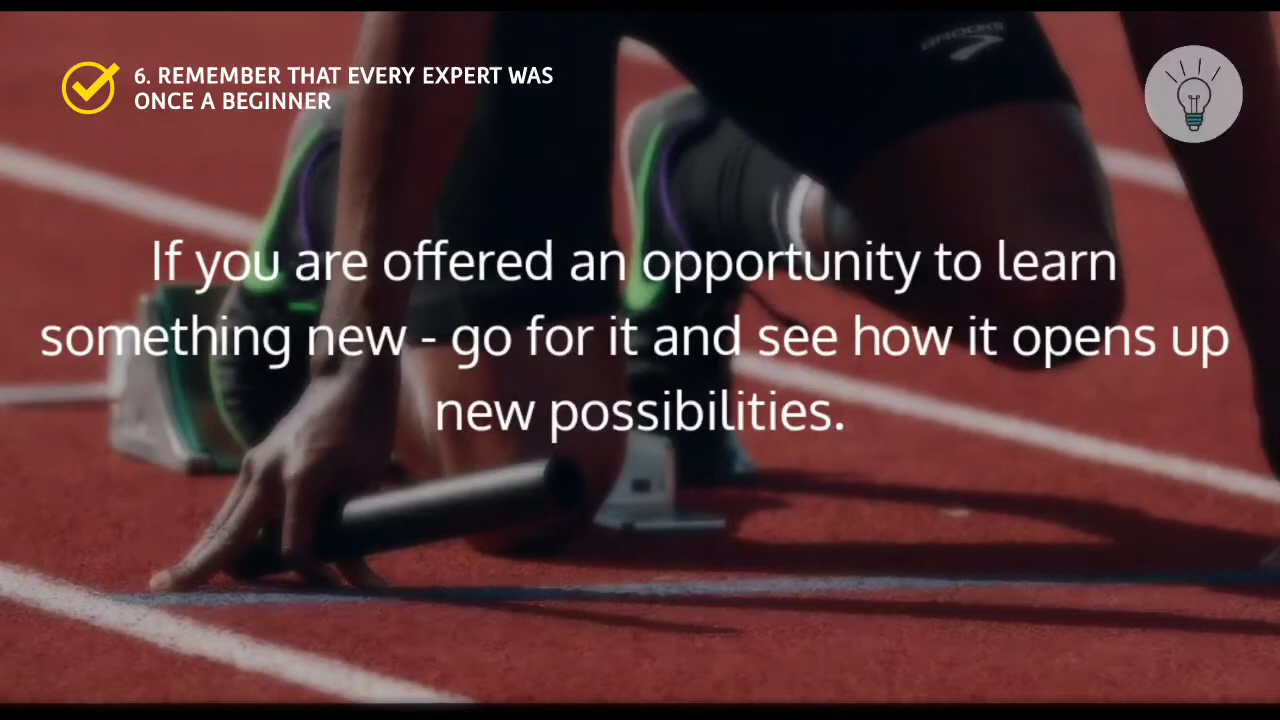 6. REMEMBER THAT EVERY EXPERT WAS
ONCE A BEGINNER
BROOKS
If you are offered an opportunity to learn
something new - go for it and see how it opens up
new possibilities.